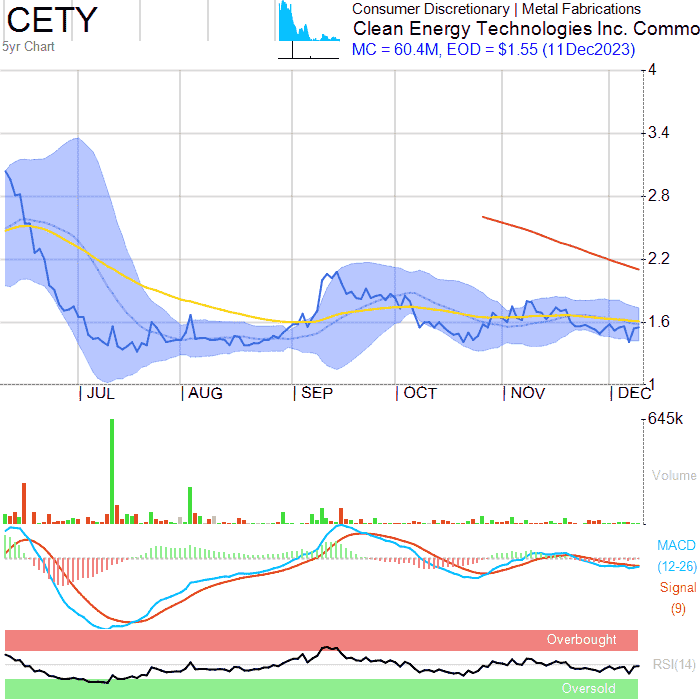 CETY
5yr Chart
Consumer Discretionary | Metal Fabrications
Clean Energy Technologies Inc. Commo
MC = 60.4M, EOD = $1.55 (11Dec2023)
4
3.4
2.8
2.2
1.6
1
JUL AUG SEP OCT NOV DEC
645k
Volume
MACD
(12-26)
Signal
(9)
Overbought
RSI(14)
Oversold